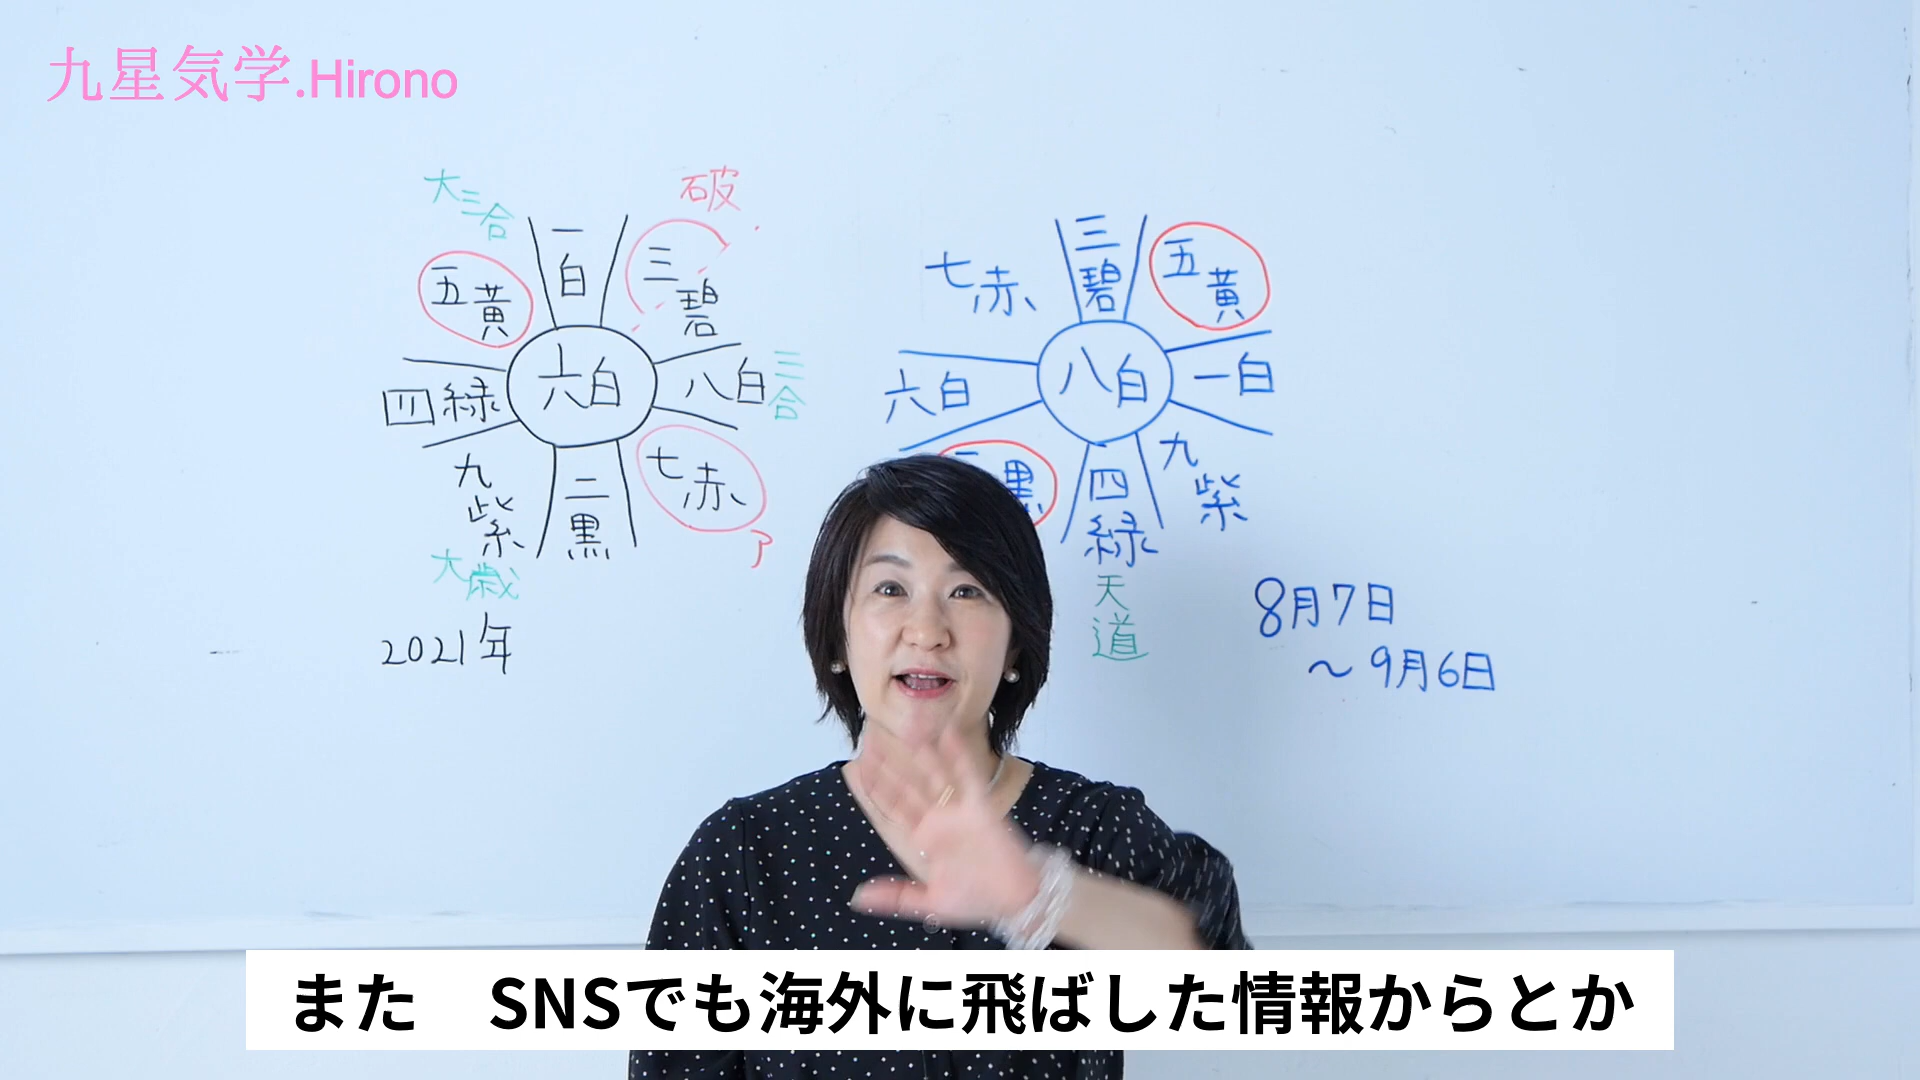 九星気学.Hirono
大三合
破
一白
三碧
五黄
六白
四緑
八白
三合
九紫
二黒
七赤
ア
大歳
2021年
三碧
七赤
五黄
八白
六白
一白
黒
四緑
九紫
天道
8月7日
～9月6日
また　SNSでも海外に飛ばした情報からとか